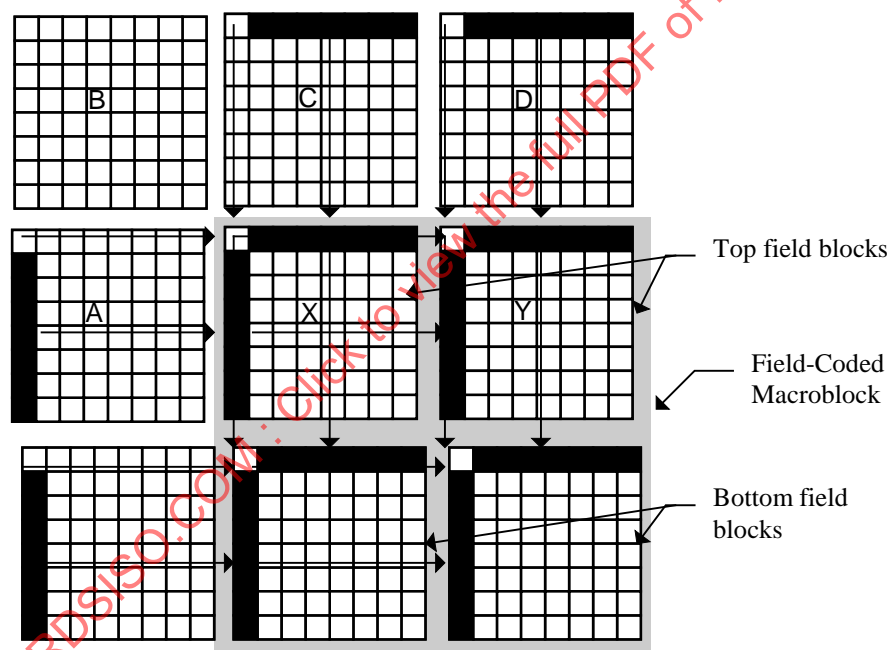 B
C
D
A
X
Y
Top field blocks
Field-Coded
Macroblock
Bottom field
blocks
RDSISO.COM : Click to view the full PDF of